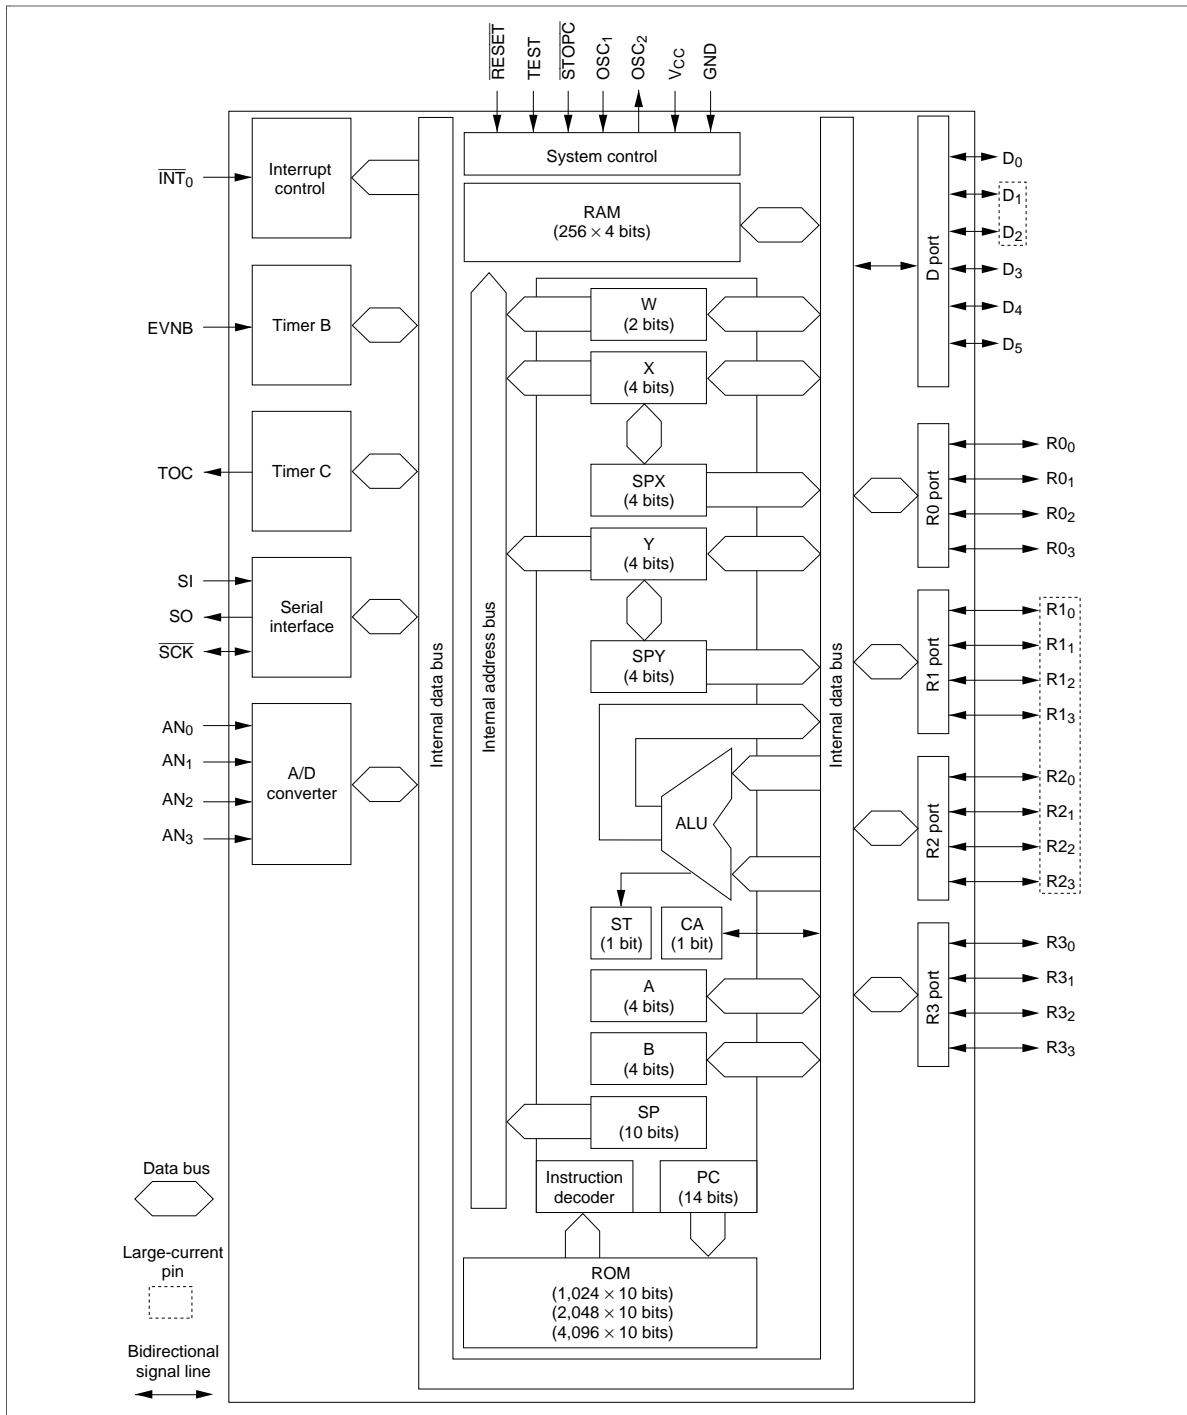 RESET
TEST
STOPC
OSC1
OSC2
VCC
GND
System control
Interrupt
control
INT0
RAM
(256 × 4 bits)
D port
D0
D1
D2
D3
D4
D5
EVNB
Timer B
W
(2 bits)
X
(4 bits)
TOC
Timer C
SPX
(4 bits)
R0 port
R00
R01
R02
R03
Y
(4 bits)
SI
SO
SCK
Serial
interface
SPY
(4 bits)
R1 port
R10
R11
R12
R13
Internal data bus
Internal address bus
Internal data bus
AN0
AN1
AN2
AN3
A/D
converter
ALU
R2 port
R20
R21
R22
R23
ST
(1 bit)
CA
(1 bit)
A
(4 bits)
R3 port
R30
R31
R32
R33
B
(4 bits)
SP
(10 bits)
Instruction
decoder
PC
(14 bits)
ROM
(1,024 × 10 bits)
(2,048 × 10 bits)
(4,096 × 10 bits)
Data bus
Large-current
pin
Bidirectional
signal line